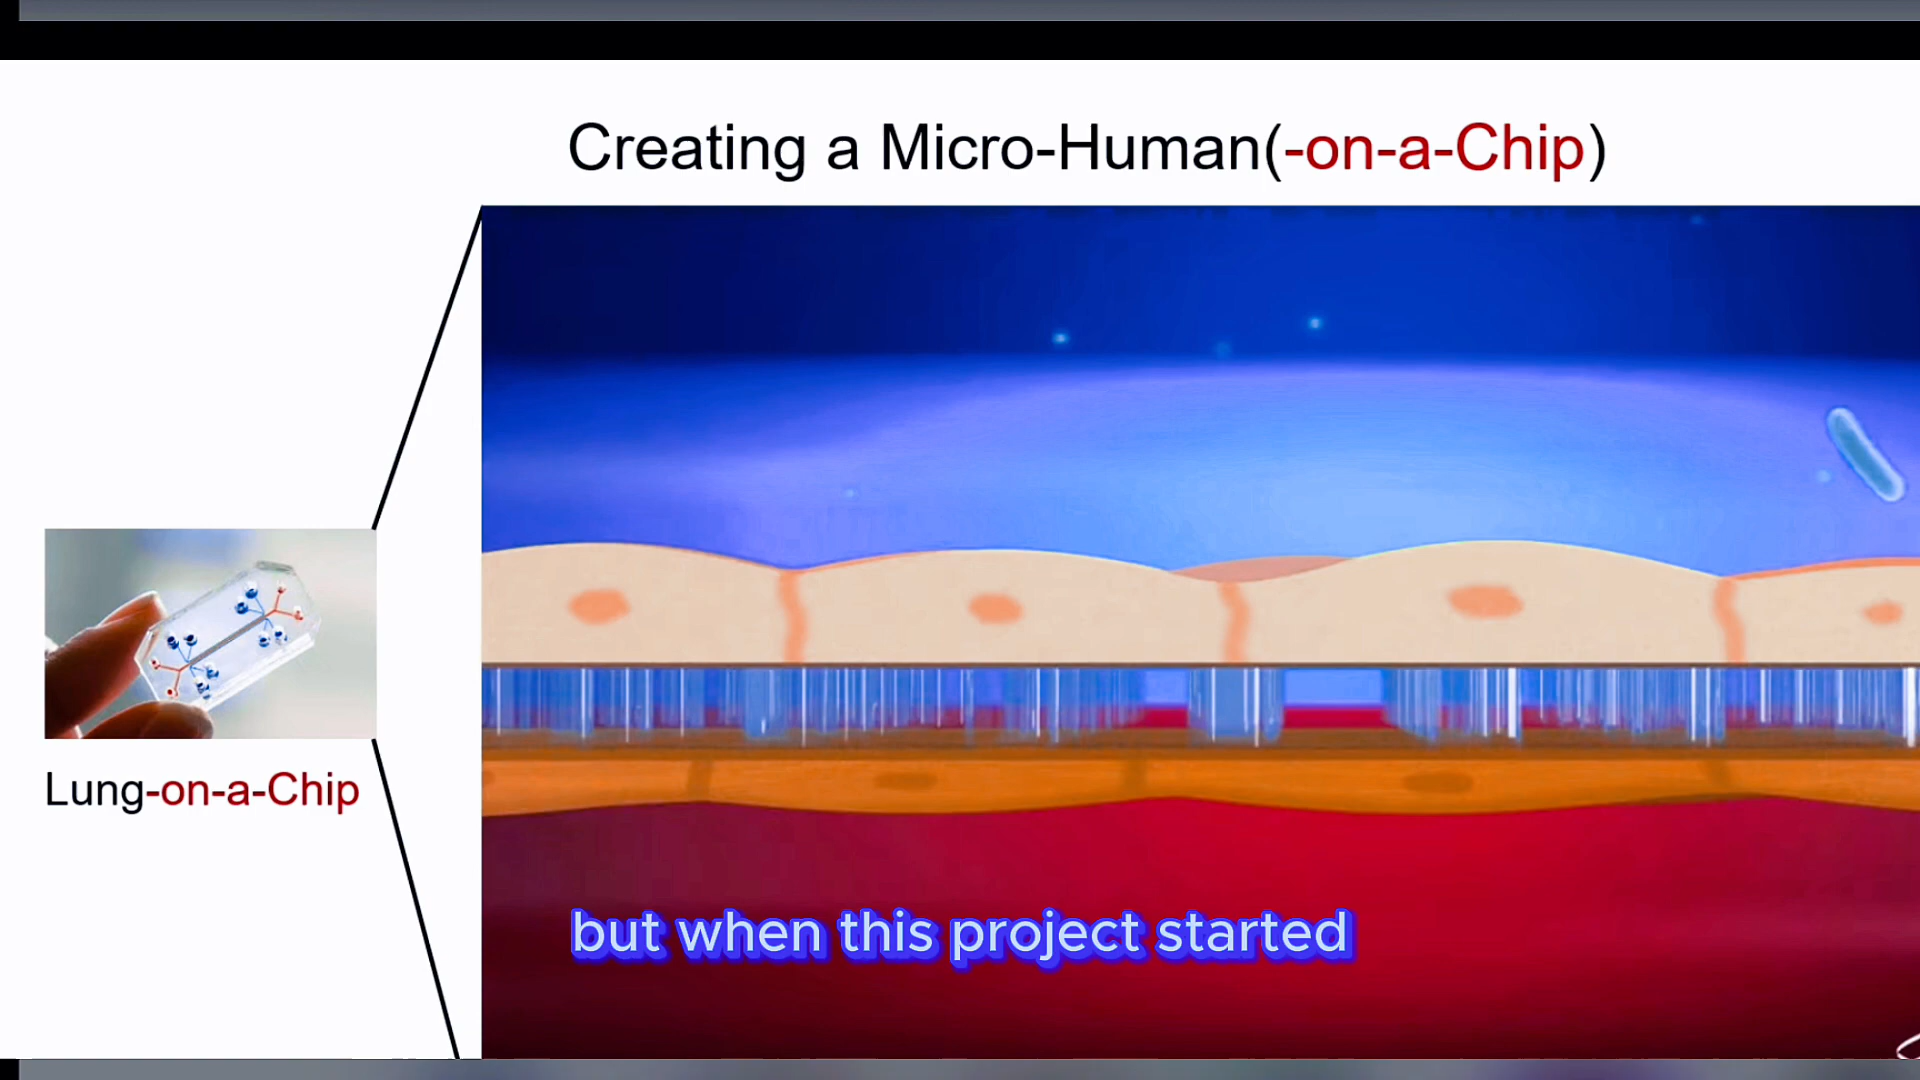 Creating a Micro-Human(-on-a-Chip)
Lung-on-a-Chip
but when this project started